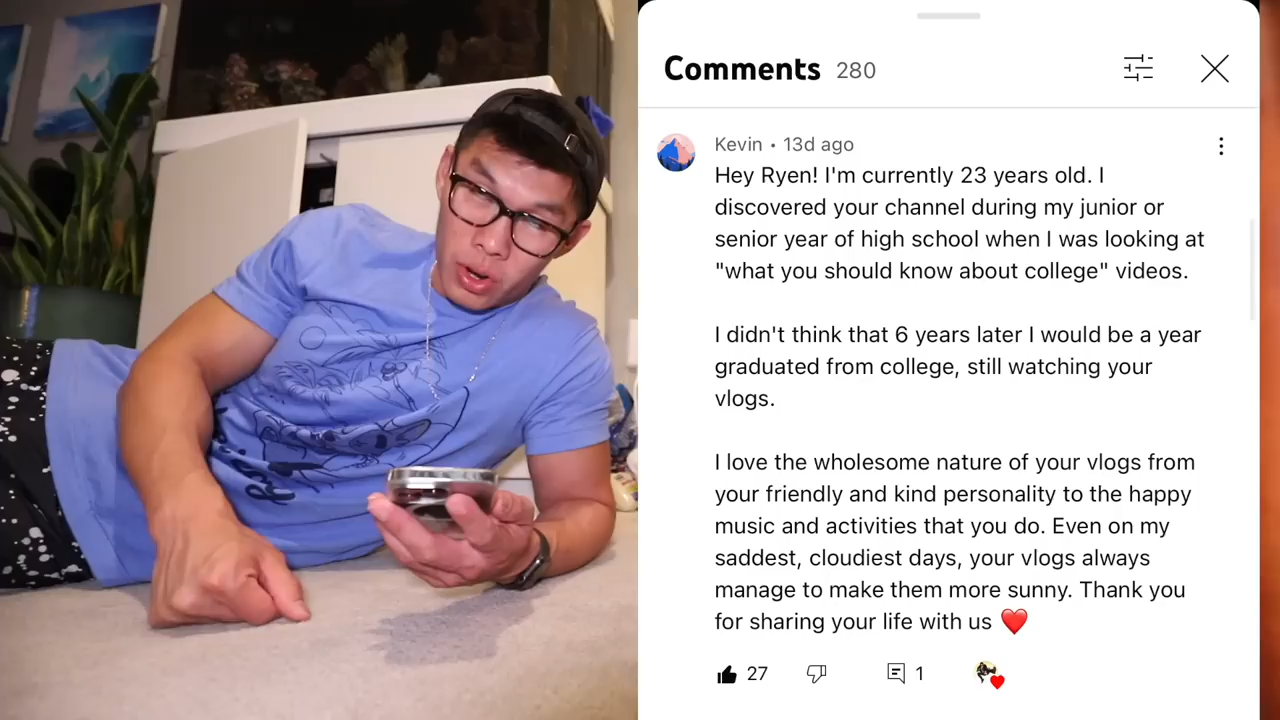 Comments 280
Kevin • 13d ago
Hey Ryen! I'm currently 23 years old. I
discovered your channel during my junior or
senior year of high school when I was looking at
"what you should know about college" videos.
I didn't think that 6 years later I would be a year
graduated from college, still watching your
vlogs.
I love the wholesome nature of your vlogs from
your friendly and kind personality to the happy
music and activities that you do. Even on my
saddest, cloudiest days, your vlogs always
manage to make them more sunny. Thank you
for sharing your life with us ❤️
27 1